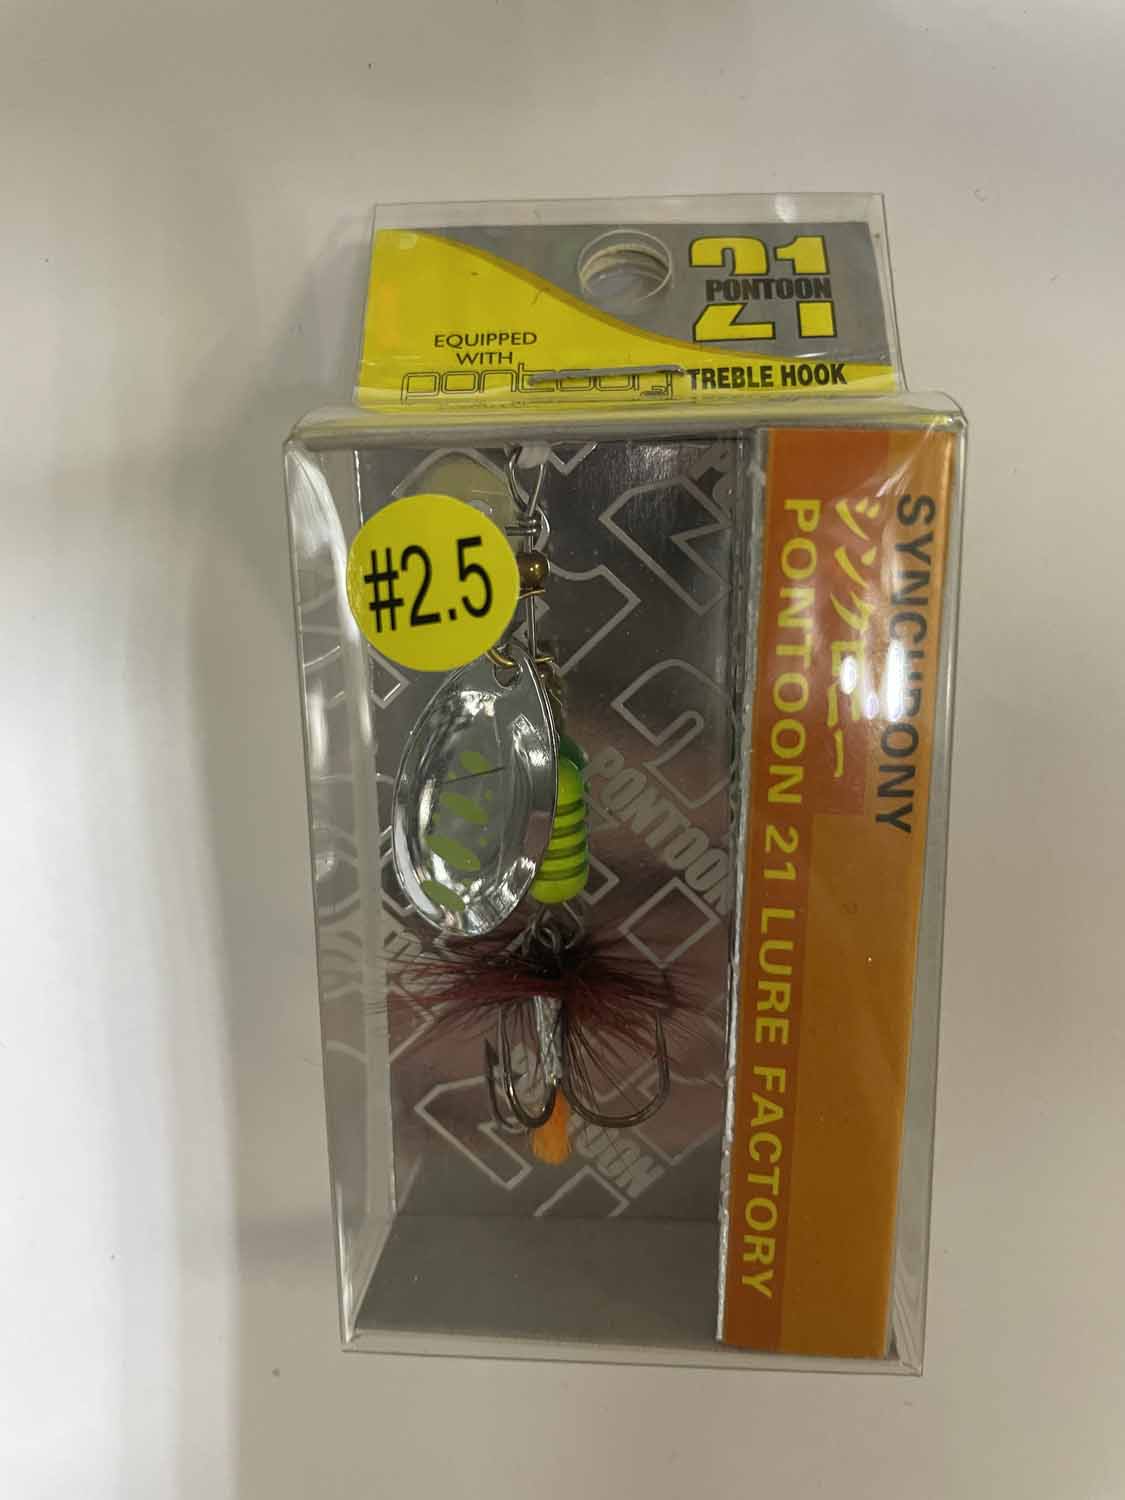 21
PONTOON
EQUIPPED
WITH
pontoon21
TREBLE HOOK
#2.5
SYNCHRONY
シンクロニー
PONTOON 21 LURE FACTORY
PONTOON